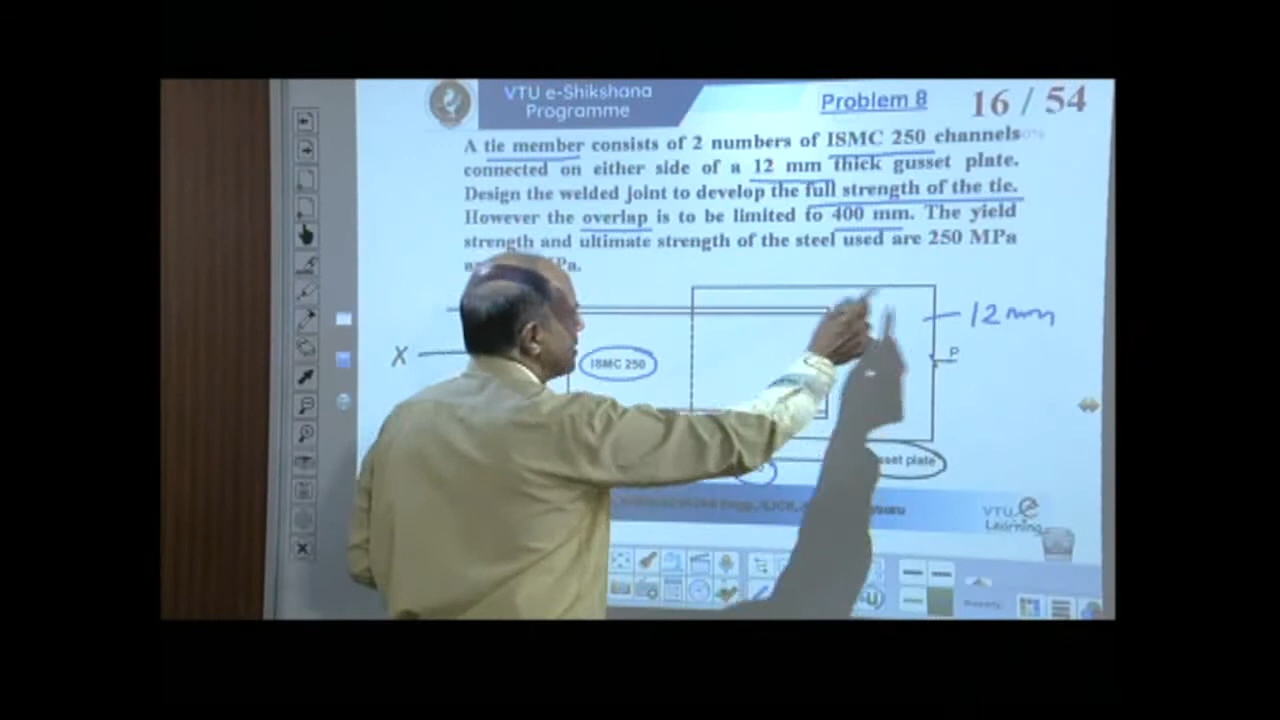 VTU e-Shikshana
Programme
Problem 8
16 / 54
A tie member consists of 2 numbers of ISMC 250 channels
connected on either side of a 12 mm thick gusset plate.
Design the welded joint to develop the full strength of the tie.
However the overlap is to be limited to 400 mm. The yield
strength and ultimate strength of the steel used are 250 MPa
12 mm
X
ISMC 250
P
plate
VTU e
Learning